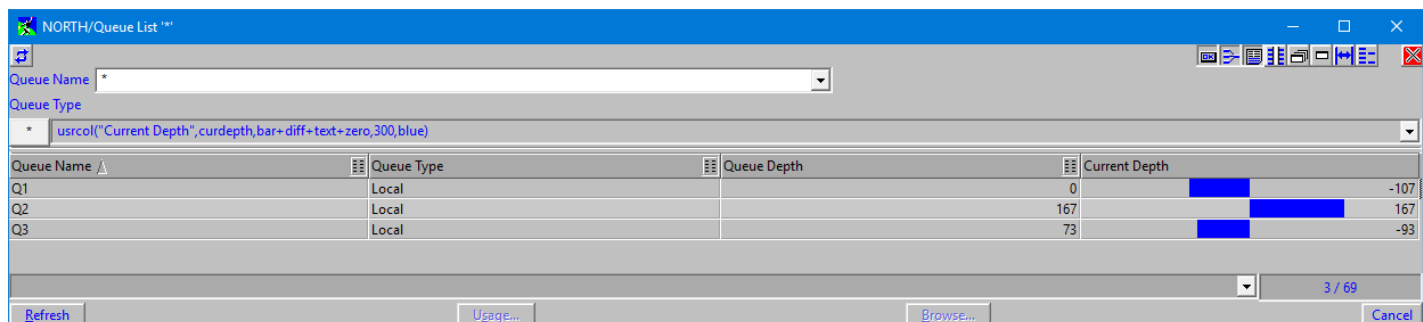 NORTH/Queue List '*'
Queue Name *
Queue Type
* usrcol("Current Depth",curdepth,bar+diff+text+zero,300,blue)
Queue Name Queue Type Queue Depth Current Depth
Q1 Local 0 -107
Q2 Local 167 167
Q3 Local 73 -93
3 / 69
Refresh Usage... Browse... Cancel